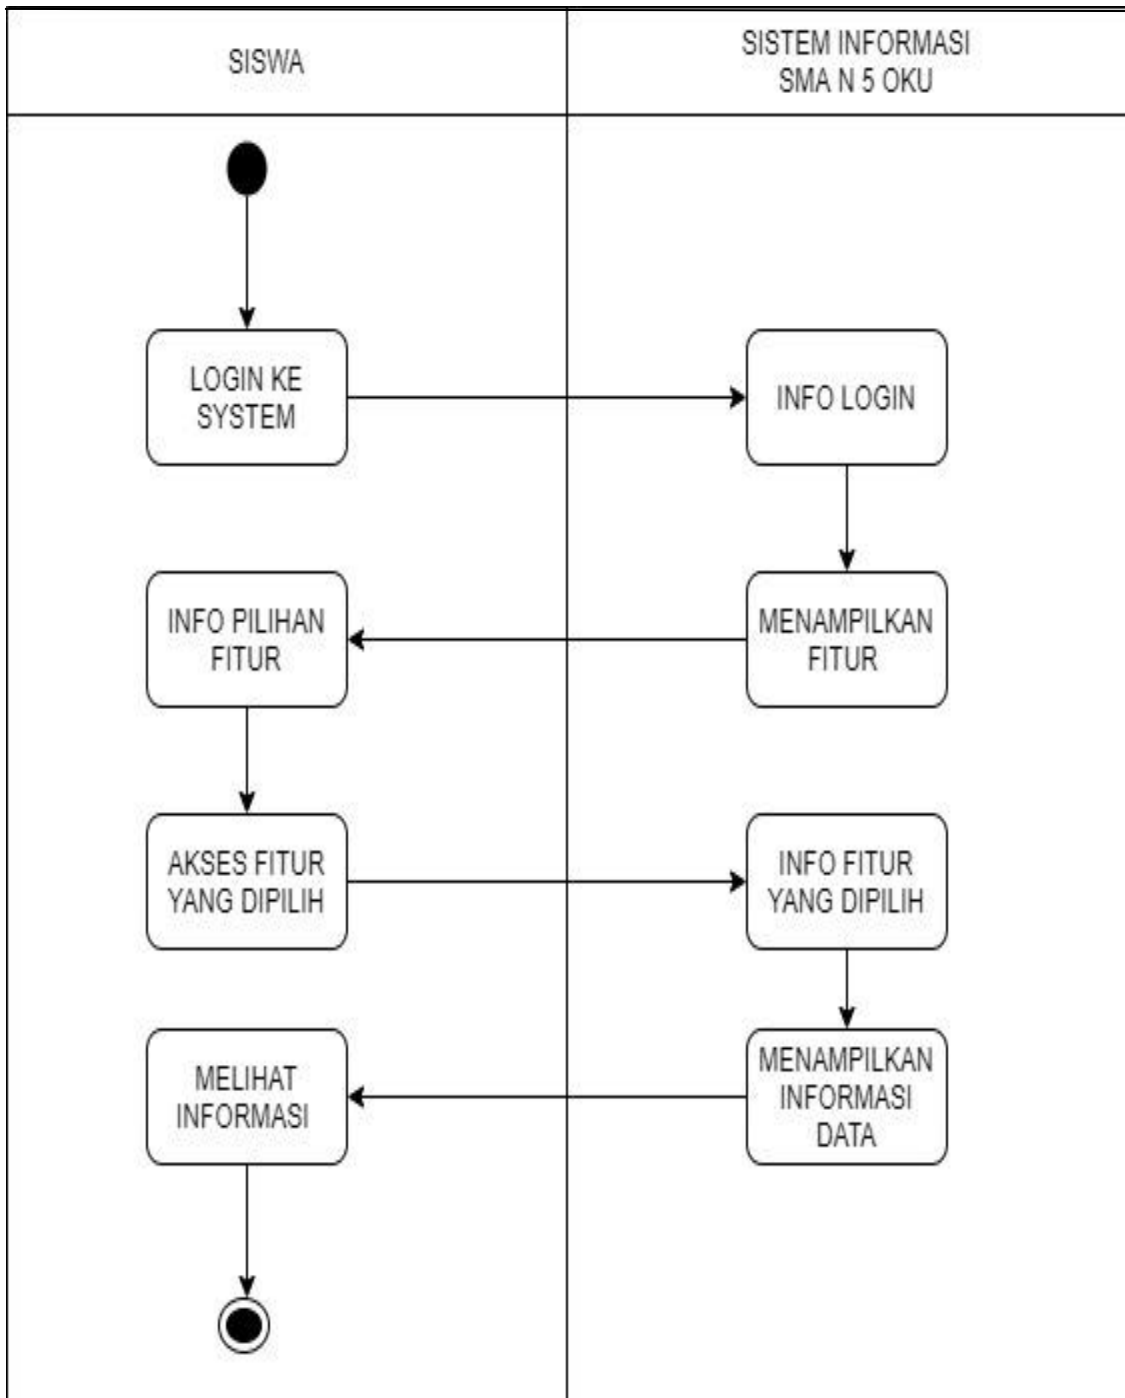 SISWA
SISTEM INFORMASI
SMA N 5 OKU
LOGIN KE
SYSTEM
INFO LOGIN
INFO PILIHAN
FITUR
MENAMPILKAN
FITUR
AKSES FITUR
YANG DIPILIH
INFO FITUR
YANG DIPILIH
MELIHAT
INFORMASI
MENAMPILKAN
INFORMASI
DATA